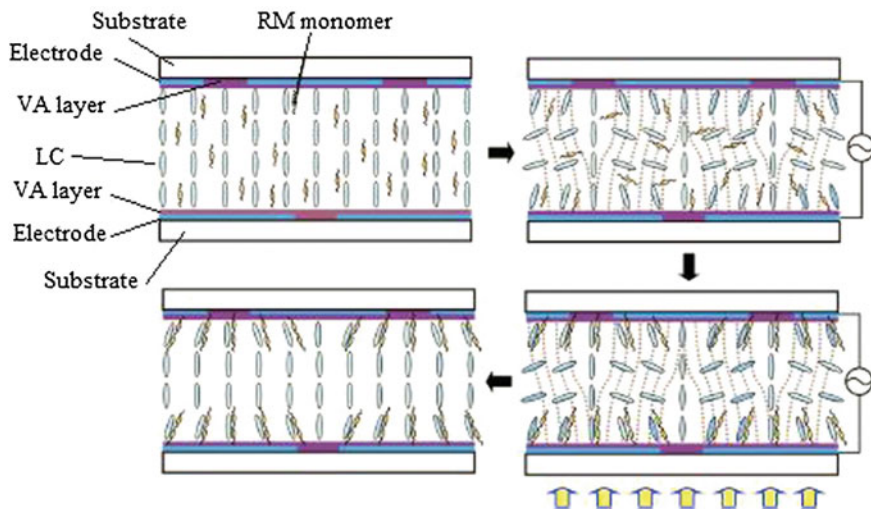 Substrate
RM monomer
Electrode
VA layer
LC
VA layer
Electrode
Substrate